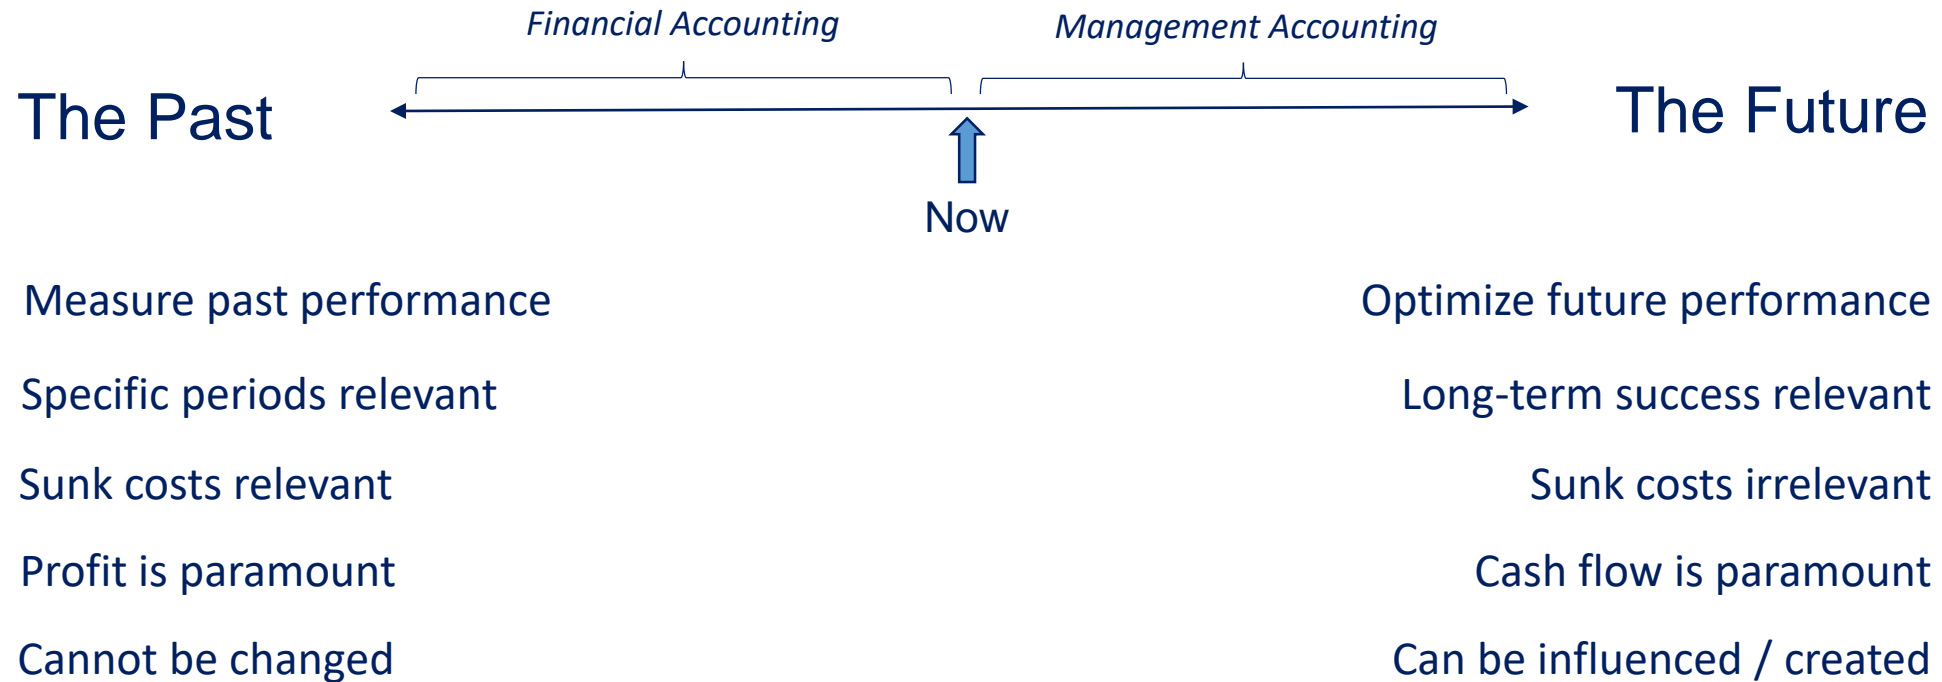 Financial Accounting
Management Accounting
The Past
The Future
Now
Measure past performance
Optimize future performance
Specific periods relevant
Long-term success relevant
Sunk costs relevant
Sunk costs irrelevant
Profit is paramount
Cash flow is paramount
Cannot be changed
Can be influenced / created